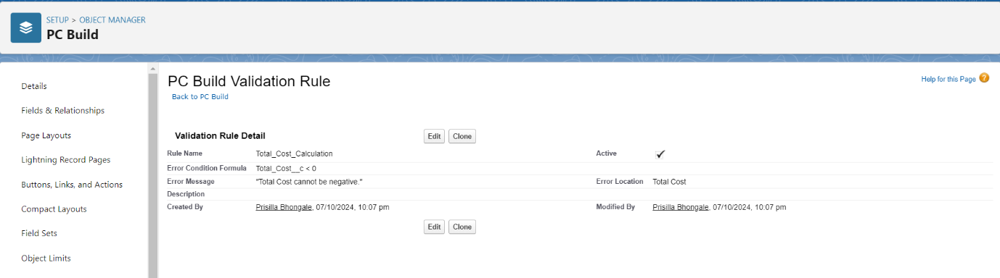 SETUP > OBJECT MANAGER
PC Build
Details
Fields & Relationships
Page Layouts
Lightning Record Pages
Buttons, Links, and Actions
Compact Layouts
Field Sets
Object Limits
PC Build Validation Rule
Help for this Page ?
Back to PC Build
Validation Rule Detail Edit Clone
Rule Name Total_Cost_Calculation Active
Error Condition Formula Total_Cost__c < 0
Error Message "Total Cost cannot be negative." Error Location Total Cost
Description
Created By Prisilla Bhongale, 07/10/2024, 10:07 pm Modified By Prisilla Bhongale, 07/10/2024, 10:07 pm
Edit Clone